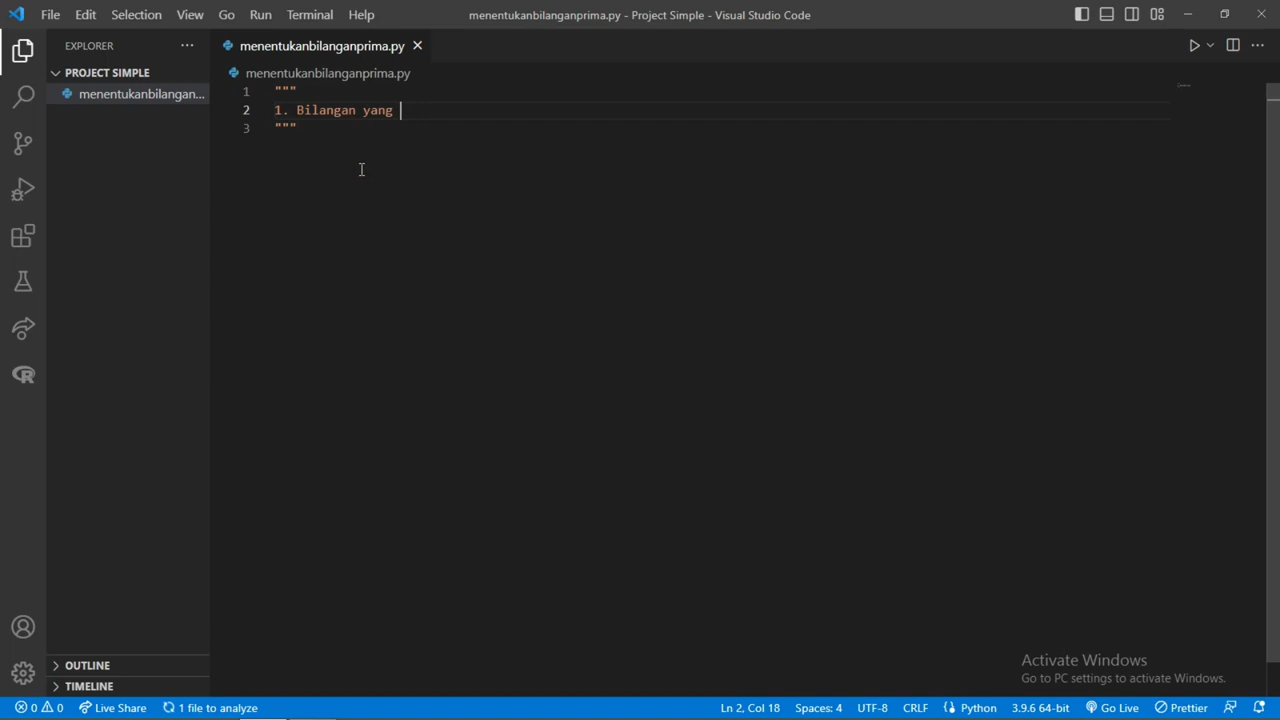 File Edit Selection View Go Run Terminal Help
menentukanbilanganprima.py - Project Simple - Visual Studio Code
EXPLORER
menentukanbilanganprima.py
PROJECT SIMPLE
menentukanbilangan...
menentukanbilanganprima.py
1 """
2 1. Bilangan yang
3 """
Activate Windows
Go to PC settings to activate Windows.
OUTLINE
TIMELINE
0 0 Live Share 1 file to analyze Ln 2, Col 18 Spaces: 4 UTF-8 CRLF Python 3.9.6 64-bit Go Live Prettier